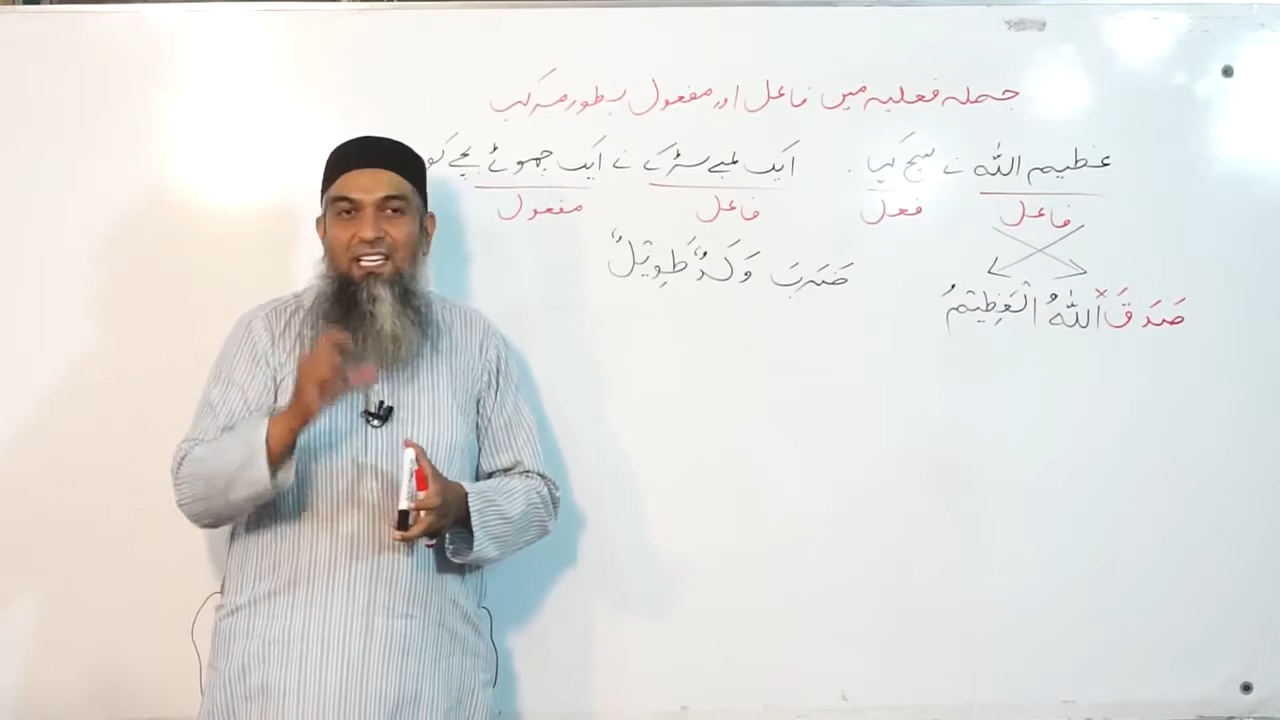 جملہ فعلیہ میں فاعل اور مفعول بطور مرکب
عظیم اللہ نے سچ کہا . ایک لمبے لڑکے نے ایک چھوٹے بچے کو
فاعل فعل فاعل مفعول
ضَرَبَ وَلَدٌ طَوِيْلٌ
صَدَقَ اللّٰهُ الْعَظِيْمُ